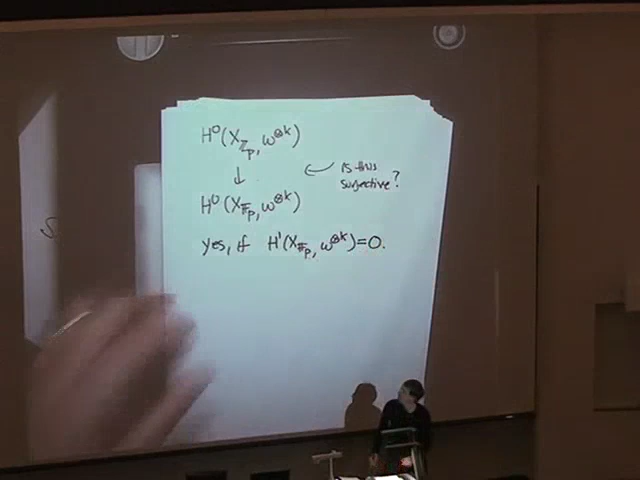 H⁰(X_{ℤ_p}, ω^{⊗k})
↓
is this
surjective?
H⁰(X_{𝔽_p}, ω^{⊗k})
yes, if H¹(X_{𝔽_p}, ω^{⊗k})=0.
S